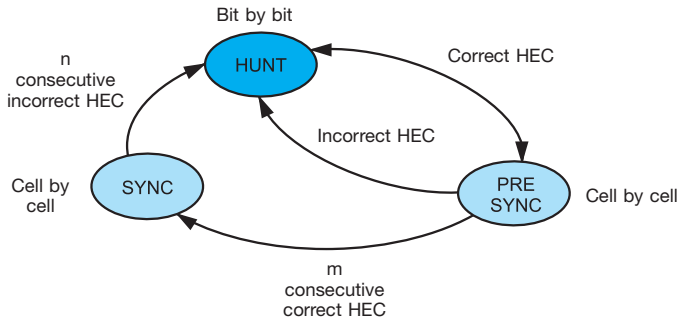 Bit by bit
HUNT
n
consecutive
incorrect HEC
Correct HEC
Incorrect HEC
Cell by
cell
SYNC
PRE
SYNC
Cell by cell
m
consecutive
correct HEC